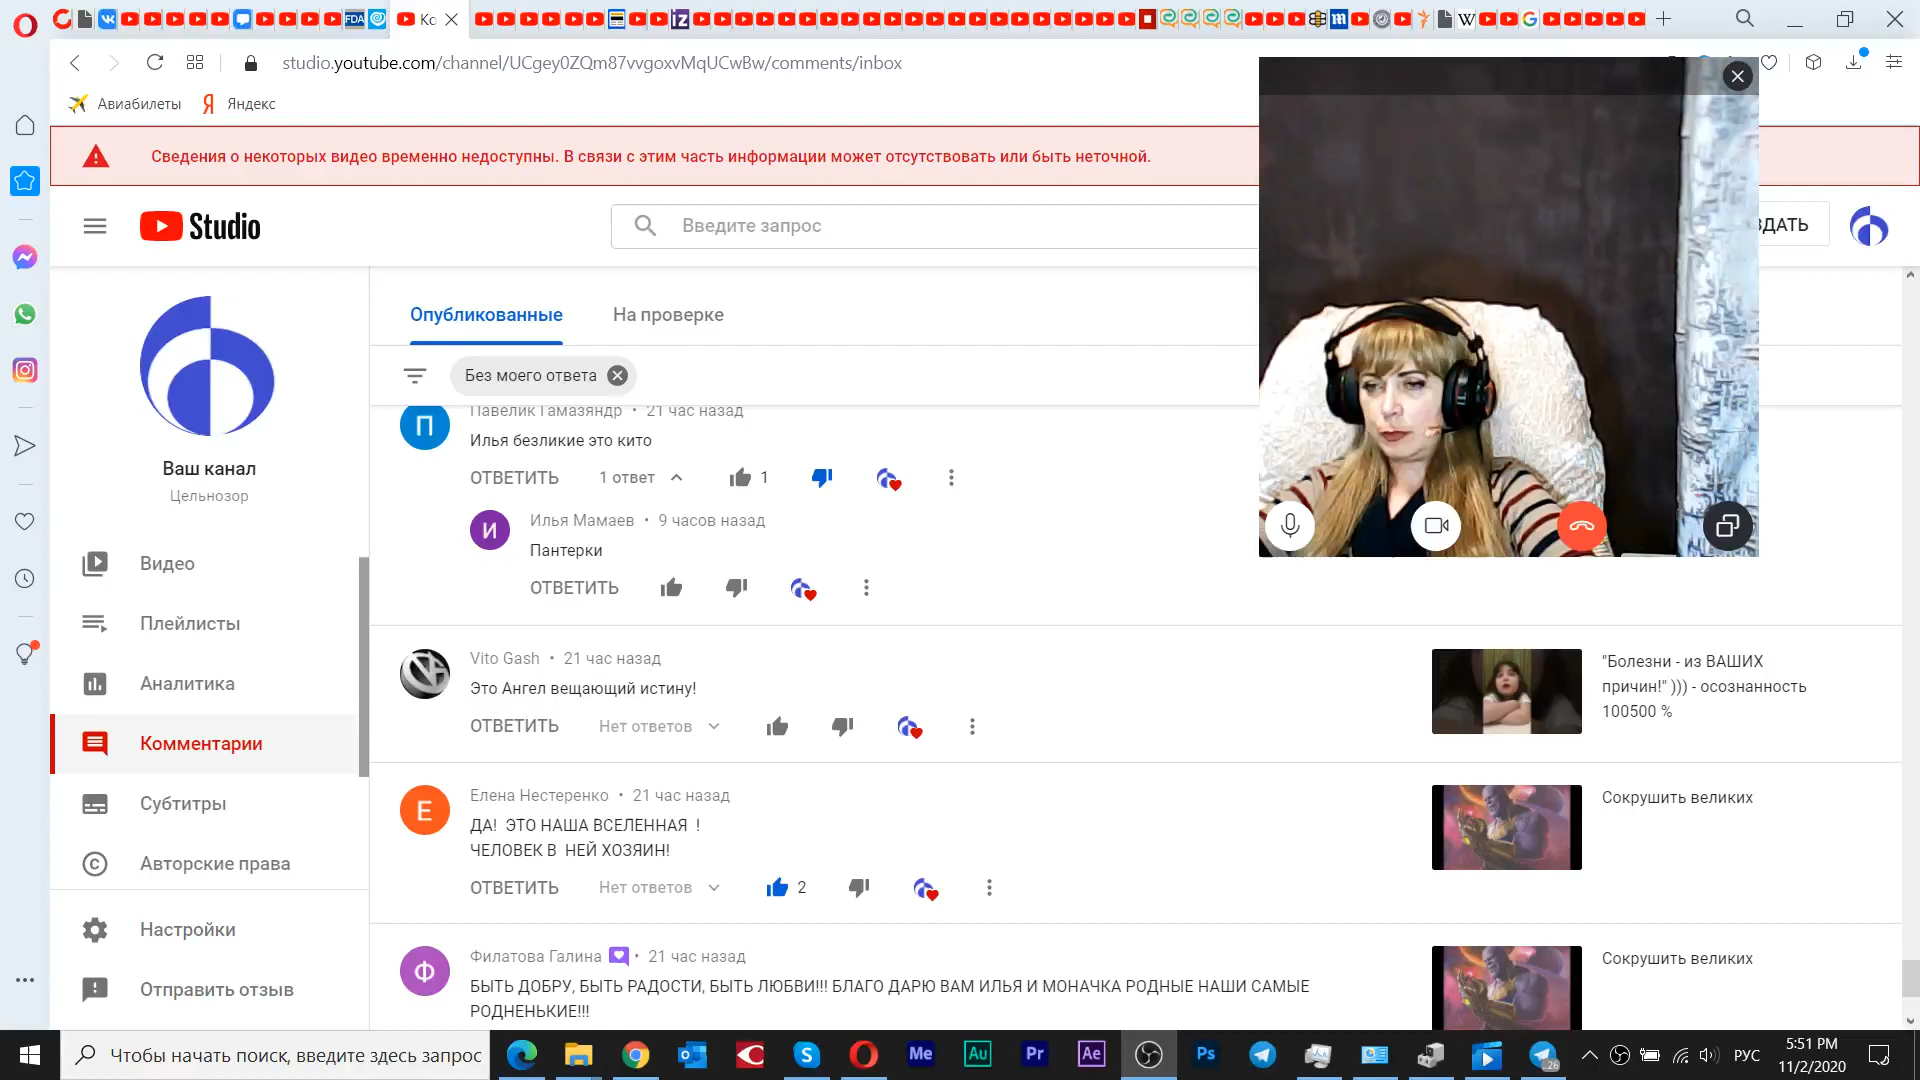 Ко
studio.youtube.com/channel/UCgey0ZQm87vvgoxvMqUCwBw/comments/inbox
Авиабилеты
Яндекс
Сведения о некоторых видео временно недоступны. В связи с этим часть информации может отсутствовать или быть неточной.
Studio
Введите запрос
ЗДАТЬ
Опубликованные
На проверке
Без моего ответа
Ваш канал
Цельнозор
Видео
Плейлисты
Аналитика
Комментарии
Субтитры
Авторские права
Настройки
Отправить отзыв
Павелик Гамазяндр • 21 час назад
Илья безликие это кито
ОТВЕТИТЬ 1 ответ 1
Илья Мамаев • 9 часов назад
Пантерки
ОТВЕТИТЬ
Vito Gash • 21 час назад
Это Ангел вещающий истину!
ОТВЕТИТЬ Нет ответов
"Болезни - из ВАШИХ
причин!" ))) - осознанность
100500 %
Елена Нестеренко • 21 час назад
ДА! ЭТО НАША ВСЕЛЕННАЯ !
ЧЕЛОВЕК В НЕЙ ХОЗЯИН!
ОТВЕТИТЬ Нет ответов 2
Сокрушить великих
Филатова Галина • 21 час назад
БЫТЬ ДОБРУ, БЫТЬ РАДОСТИ, БЫТЬ ЛЮБВИ!!! БЛАГО ДАРЮ ВАМ ИЛЬЯ И МОНАЧКА РОДНЫЕ НАШИ САМЫЕ
РОДНЕНЬКИЕ!!!
Сокрушить великих
Чтобы начать поиск, введите здесь запрос
РУС
5:51 PM
11/2/2020